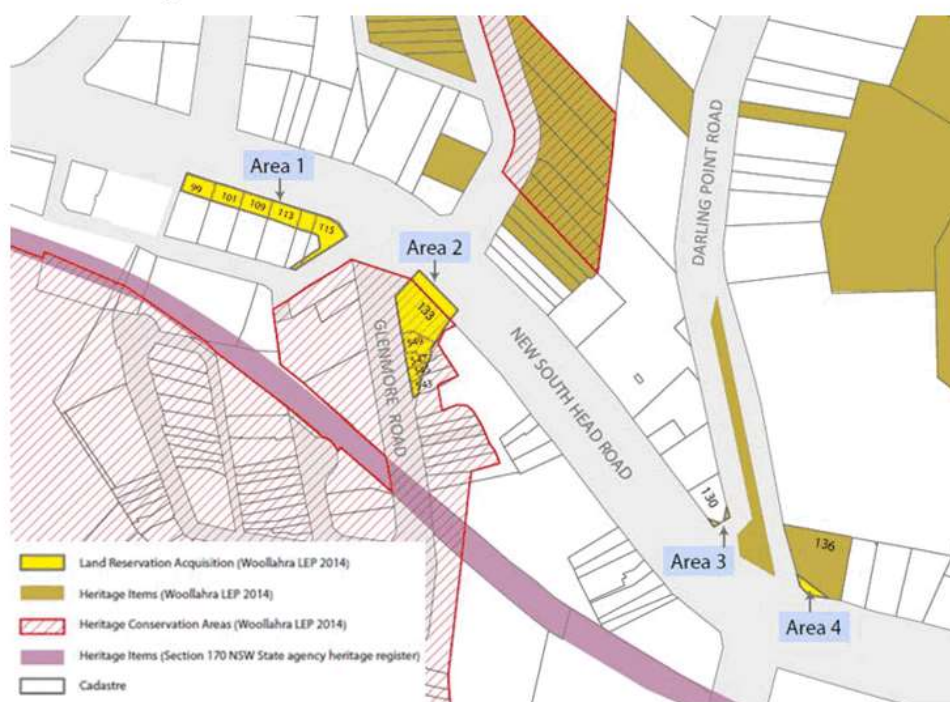 Area 1
99
101
109
113
115
Area 2
133
549
543
GLENMORE ROAD
NEW SOUTH HEAD ROAD
DARLING POINT ROAD
130
Area 3
136
Area 4
Land Reservation Acquisition (Woollahra LEP 2014)
Heritage Items (Woollahra LEP 2014)
Heritage Conservation Areas (Woollahra LEP 2014)
Heritage Items (Section 170 NSW State agency heritage register)
Cadastre